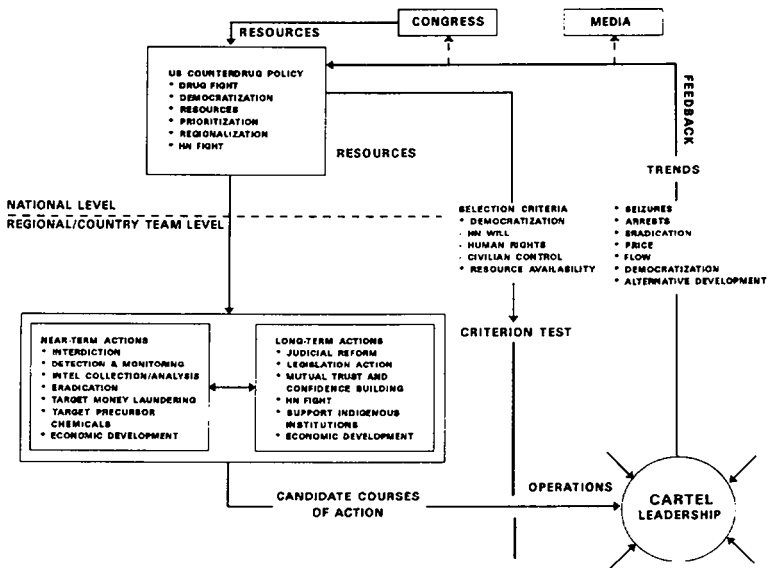 CONGRESS
MEDIA
RESOURCES
US COUNTERDRUG POLICY
* DRUG FIGHT
* DEMOCRATIZATION
* RESOURCES
* PRIORITIZATION
* REGIONALIZATION
* HN FIGHT
RESOURCES
FEEDBACK
TRENDS
* SEIZURES
* ARRESTS
* ERADICATION
* PRICE
* FLOW
* DEMOCRATIZATION
* ALTERNATIVE DEVELOPMENT
NATIONAL LEVEL
REGIONAL/COUNTRY TEAM LEVEL
SELECTION CRITERIA
* DEMOCRATIZATION
· HN WILL
· HUMAN RIGHTS
· CIVILIAN CONTROL
* RESOURCE AVAILABILITY
CRITERION TEST
NEAR-TERM ACTIONS
* INTERDICTION
* DETECTION & MONITORING
* INTEL COLLECTION/ANALYSIS
* ERADICATION
* TARGET MONEY LAUNDERING
* TARGET PRECURSOR
CHEMICALS
* ECONOMIC DEVELOPMENT
LONG-TERM ACTIONS
* JUDICIAL REFORM
* LEGISLATION ACTION
* MUTUAL TRUST AND
CONFIDENCE BUILDING
* HN FIGHT
* SUPPORT INDIGENOUS
INSTITUTIONS
* ECONOMIC DEVELOPMENT
CANDIDATE COURSES
OF ACTION
OPERATIONS
CARTEL
LEADERSHIP